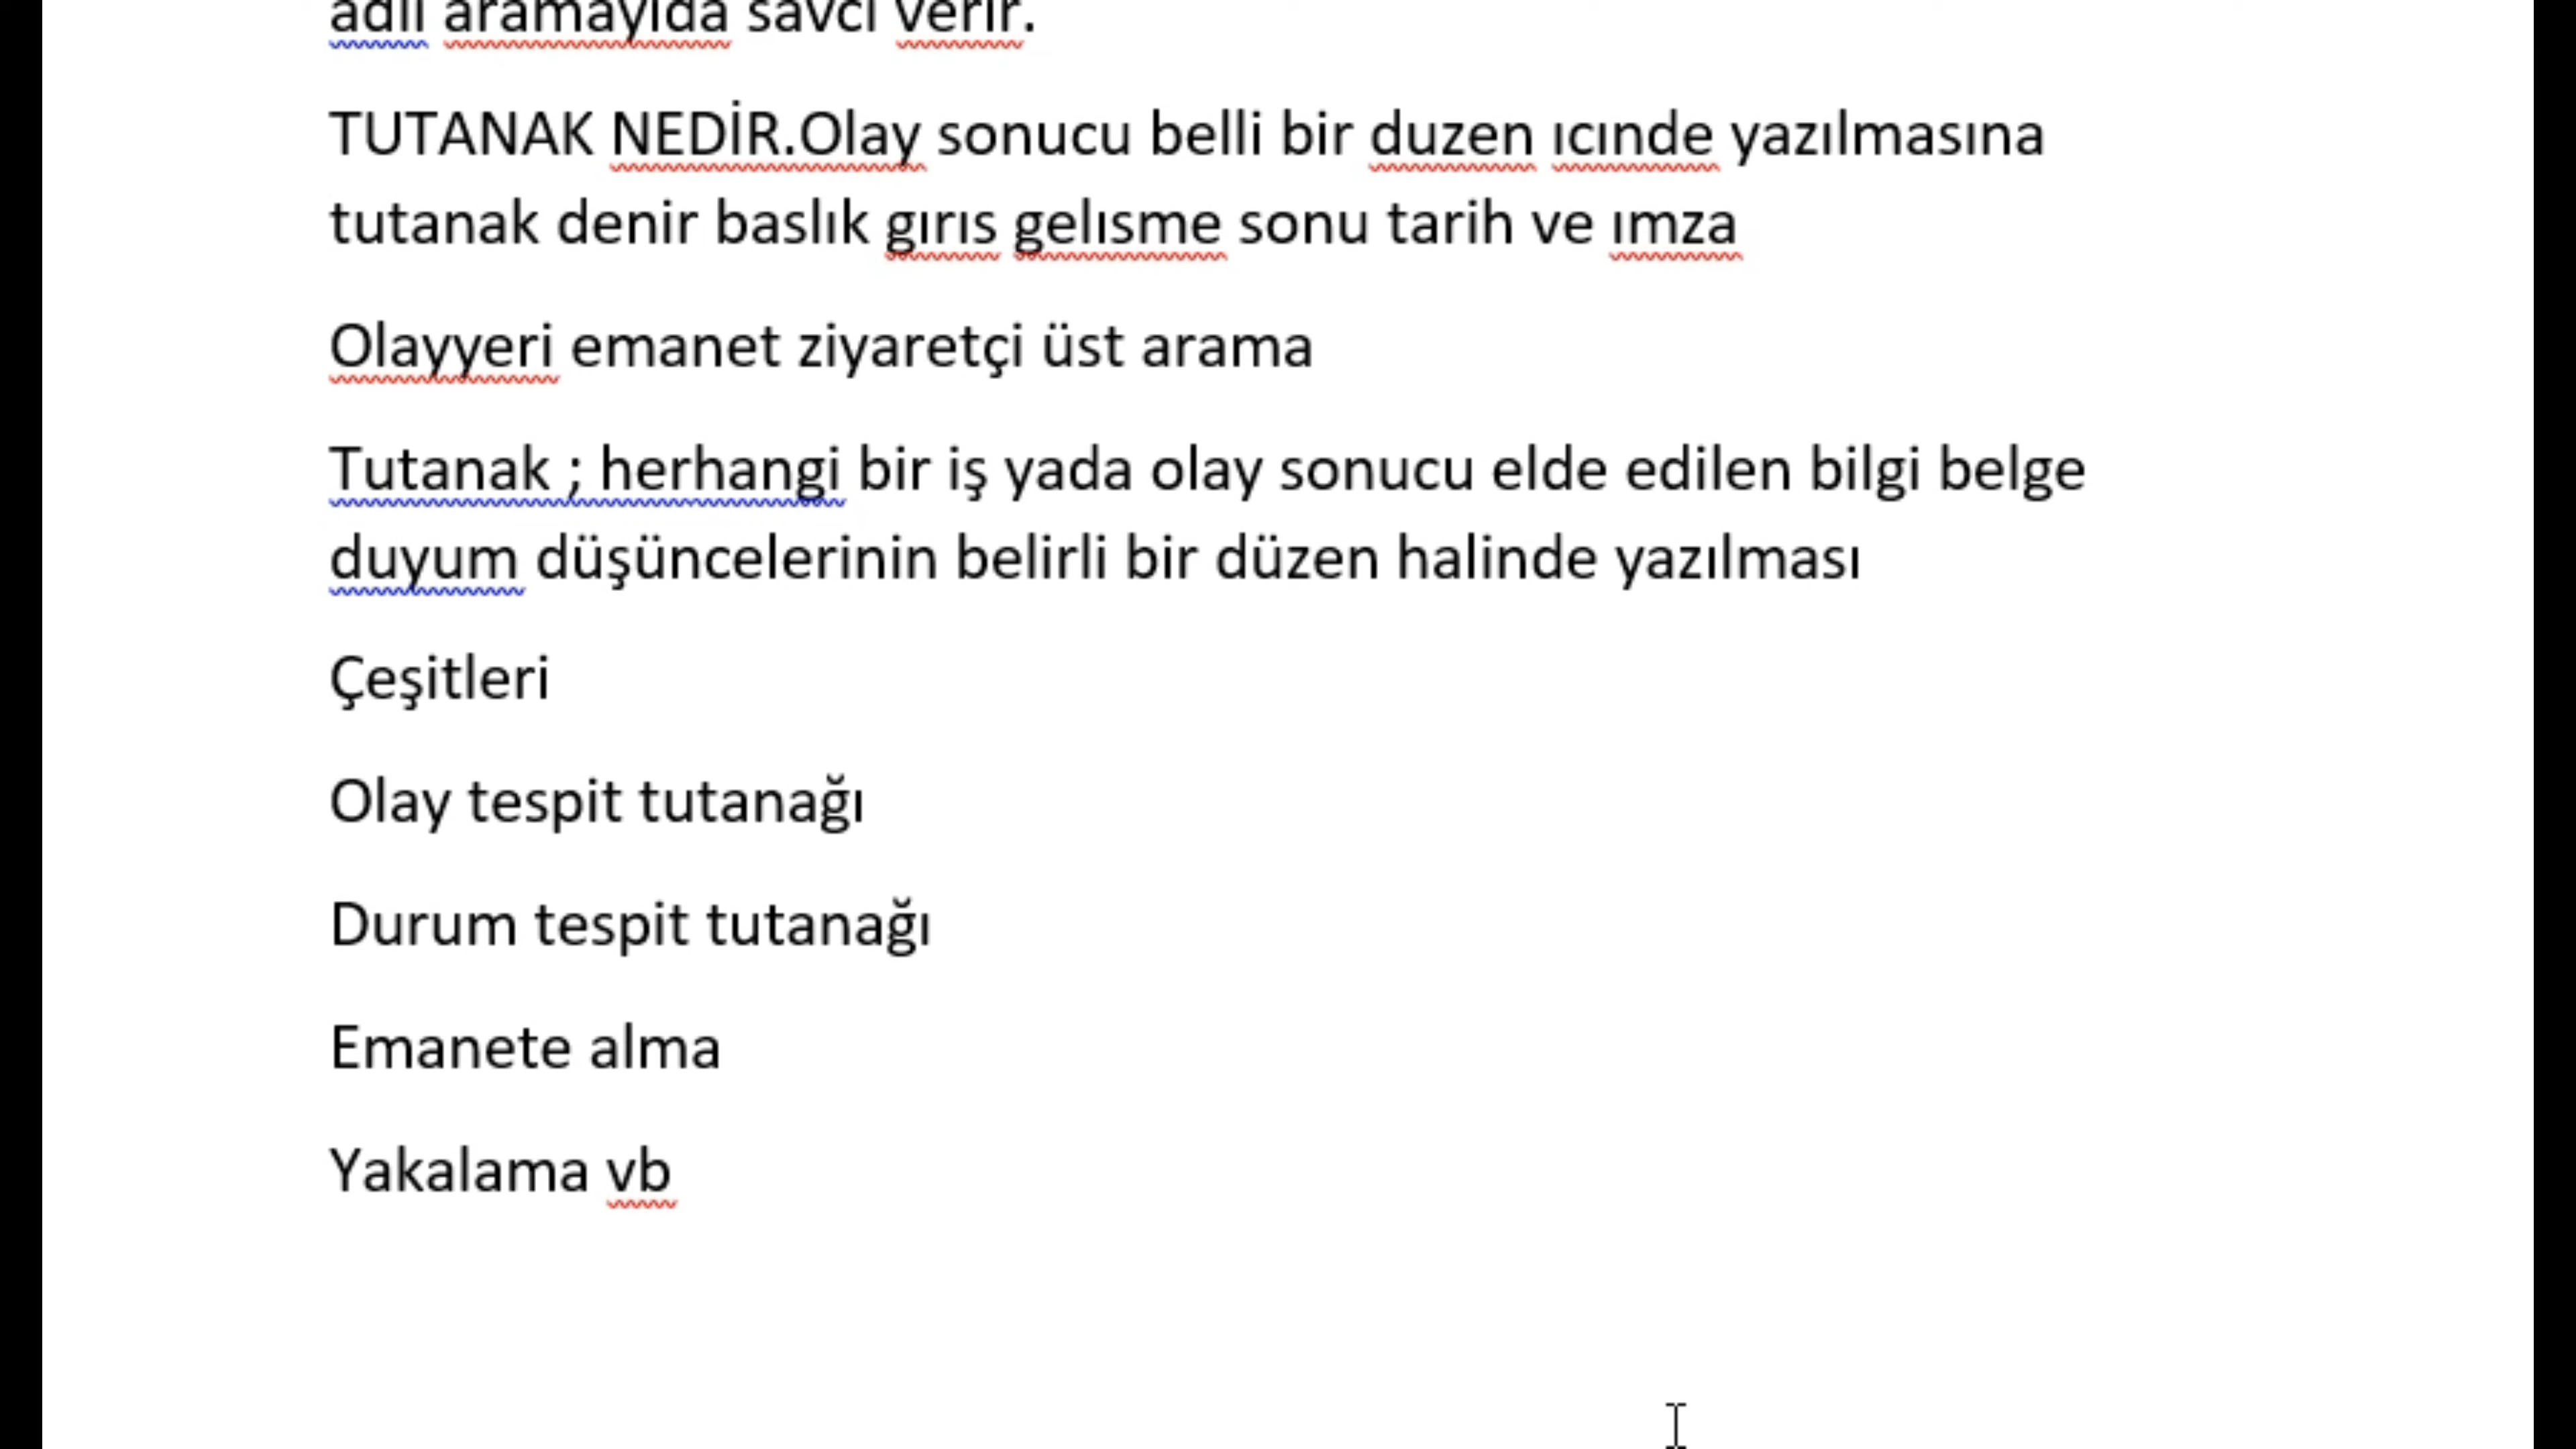 adli aramayıda savcı verir.
TUTANAK NEDİR.Olay sonucu belli bir duzen ıcınde yazılmasına
tutanak denir baslık gırıs gelısme sonu tarih ve ımza
Olayyeri emanet ziyaretçi üst arama
Tutanak ; herhangi bir iş yada olay sonucu elde edilen bilgi belge
duyum düşüncelerinin belirli bir düzen halinde yazılması
Çeşitleri
Olay tespit tutanağı
Durum tespit tutanağı
Emanete alma
Yakalama vb